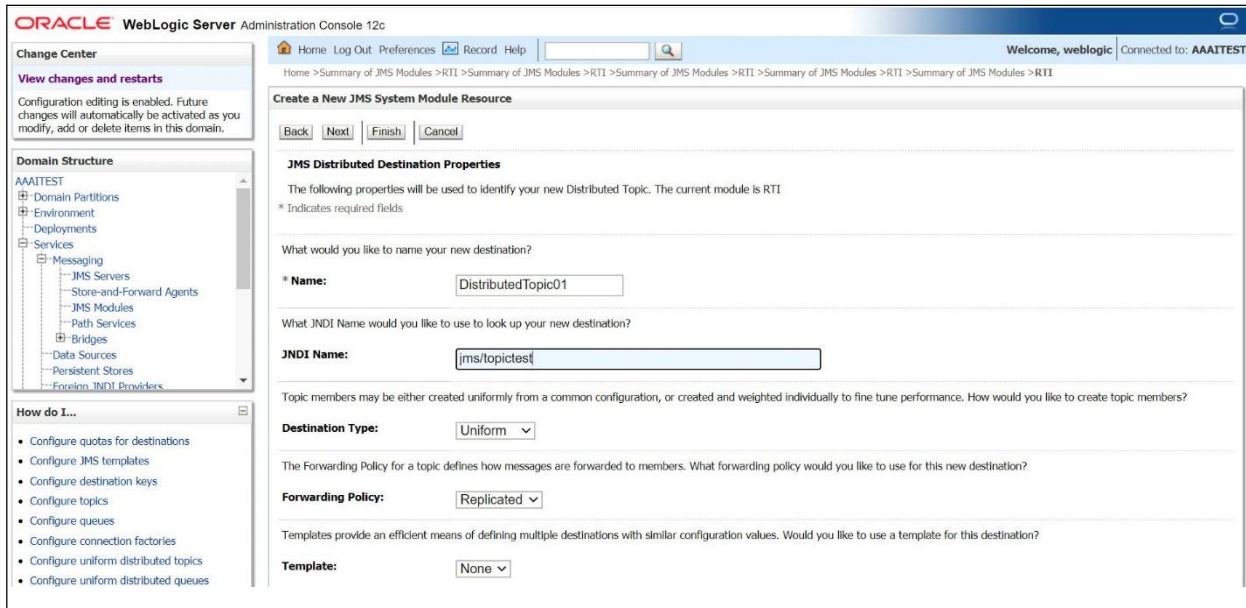 ORACLE WebLogic Server Administration Console 12c
Change Center
View changes and restarts
Configuration editing is enabled. Future
changes will automatically be activated as you
modify, add or delete items in this domain.
Domain Structure
AAAITEST
Domain Partitions
Environment
Deployments
Services
Messaging
JMS Servers
Store-and-Forward Agents
JMS Modules
Path Services
Bridges
Data Sources
Persistent Stores
Foreign JNDI Providers
How do I...
• Configure quotas for destinations
• Configure JMS templates
• Configure destination keys
• Configure topics
• Configure queues
• Configure connection factories
• Configure uniform distributed topics
• Configure uniform distributed queues
Home Log Out Preferences Record Help
Welcome, weblogic Connected to: AAAITEST
Home >Summary of JMS Modules >RTI >Summary of JMS Modules >RTI >Summary of JMS Modules >RTI >Summary of JMS Modules >RTI >Summary of JMS Modules >RTI
Create a New JMS System Module Resource
Back Next Finish Cancel
JMS Distributed Destination Properties
The following properties will be used to identify your new Distributed Topic. The current module is RTI
* Indicates required fields
What would you like to name your new destination?
* Name: DistributedTopic01
What JNDI Name would you like to use to look up your new destination?
JNDI Name: jms/topictest
Topic members may be either created uniformly from a common configuration, or created and weighted individually to fine tune performance. How would you like to create topic members?
Destination Type: Uniform
The Forwarding Policy for a topic defines how messages are forwarded to members. What forwarding policy would you like to use for this new destination?
Forwarding Policy: Replicated
Templates provide an efficient means of defining multiple destinations with similar configuration values. Would you like to use a template for this destination?
Template: None